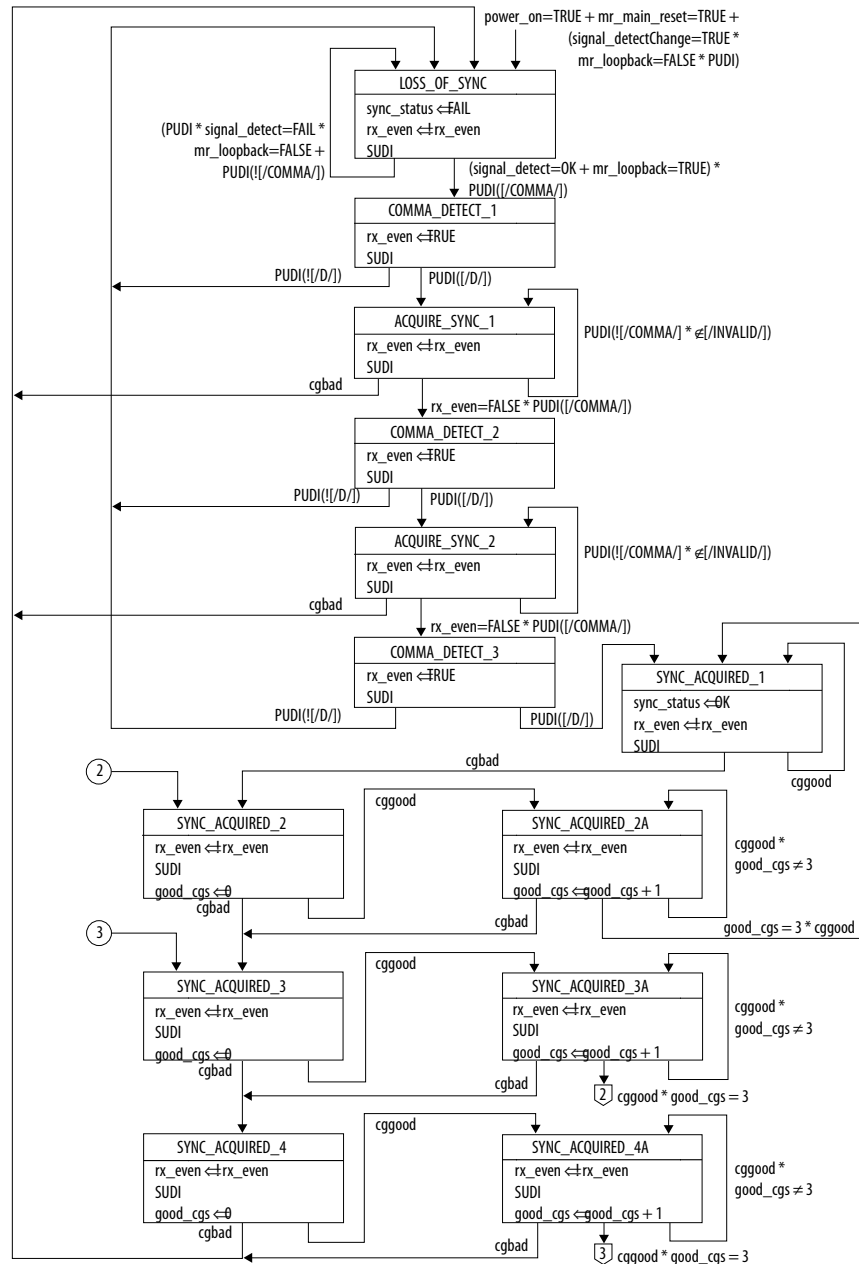 power_on=TRUE + mr_main_reset=TRUE +
(signal_detectChange=TRUE *
mr_loopback=FALSE * PUDI)
LOSS_OF_SYNC
sync_status ⇐FAIL
rx_even ⇐!rx_even
SUDI
(PUDI * signal_detect=FAIL *
mr_loopback=FALSE +
PUDI(![/COMMA/])
(signal_detect=OK + mr_loopback=TRUE) *
PUDI([/COMMA/])
COMMA_DETECT_1
rx_even ⇐TRUE
SUDI
PUDI(![/D/])
PUDI([/D/])
ACQUIRE_SYNC_1
rx_even ⇐!rx_even
SUDI
PUDI(![/COMMA/] * ∉[/INVALID/])
cgbad
rx_even=FALSE * PUDI([/COMMA/])
COMMA_DETECT_2
rx_even ⇐TRUE
SUDI
PUDI(![/D/])
PUDI([/D/])
ACQUIRE_SYNC_2
rx_even ⇐!rx_even
SUDI
PUDI(![/COMMA/] * ∉[/INVALID/])
cgbad
rx_even=FALSE * PUDI([/COMMA/])
COMMA_DETECT_3
rx_even ⇐TRUE
SUDI
PUDI(![/D/])
PUDI([/D/])
SYNC_ACQUIRED_1
sync_status ⇐OK
rx_even ⇐!rx_even
SUDI
cgbad
cggood
2
SYNC_ACQUIRED_2
rx_even ⇐!rx_even
SUDI
good_cgs ⇐0
cgbad
cggood
SYNC_ACQUIRED_2A
rx_even ⇐!rx_even
SUDI
good_cgs ⇐good_cgs + 1
cggood *
good_cgs ≠ 3
cgbad
good_cgs = 3 * cggood
3
SYNC_ACQUIRED_3
rx_even ⇐!rx_even
SUDI
good_cgs ⇐0
cgbad
cggood
SYNC_ACQUIRED_3A
rx_even ⇐!rx_even
SUDI
good_cgs ⇐good_cgs + 1
cggood *
good_cgs ≠ 3
cgbad
2 cggood * good_cgs = 3
SYNC_ACQUIRED_4
rx_even ⇐!rx_even
SUDI
good_cgs ⇐0
cgbad
cggood
SYNC_ACQUIRED_4A
rx_even ⇐!rx_even
SUDI
good_cgs ⇐good_cgs + 1
cggood *
good_cgs ≠ 3
cgbad
3 cggood * good_cgs = 3